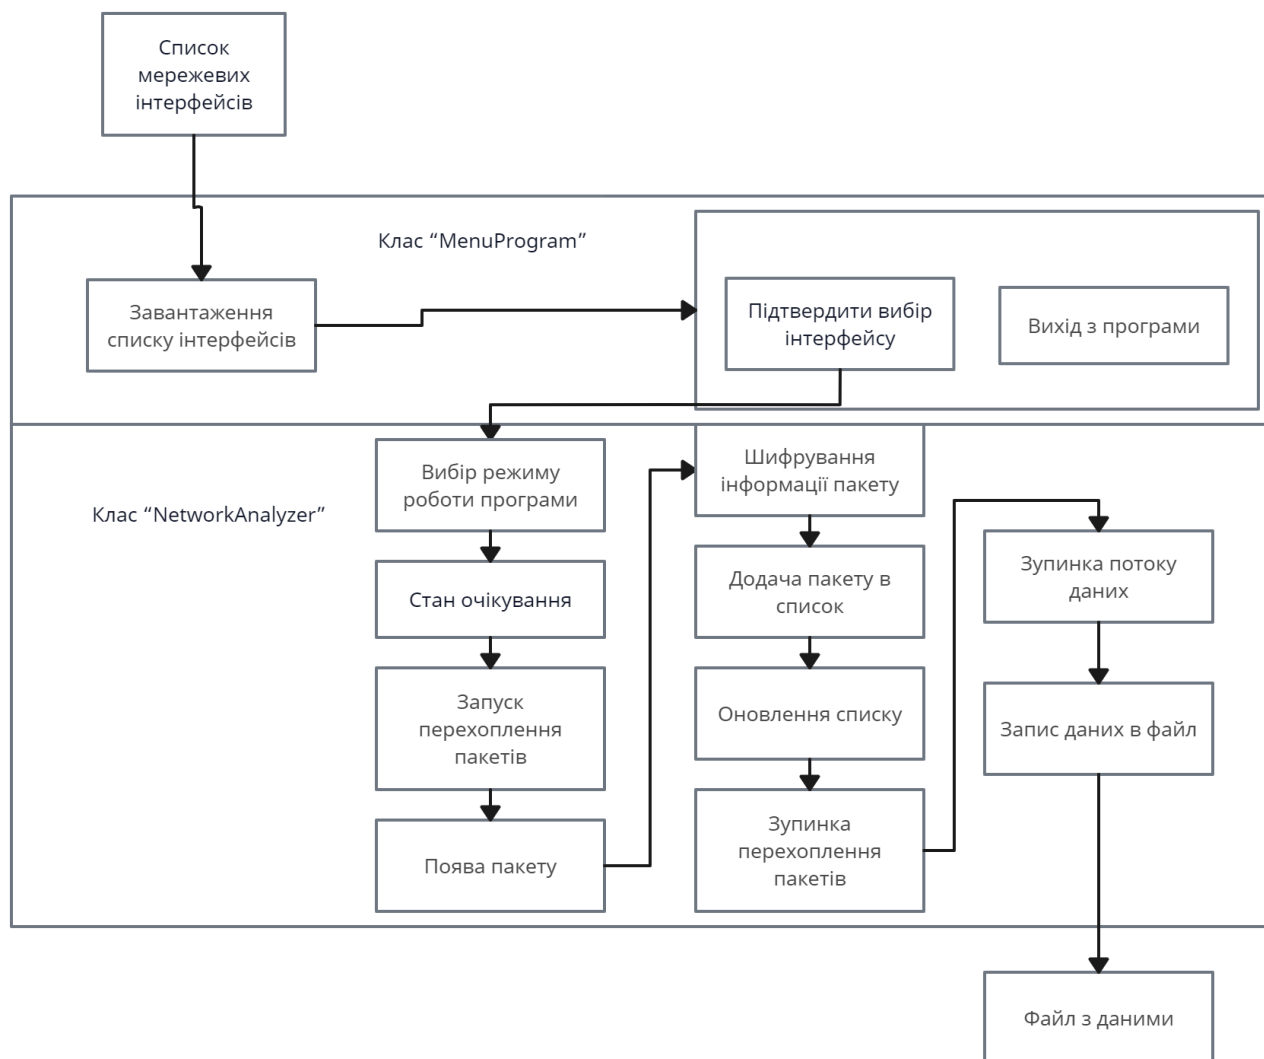 Список
мережевих
інтерфейсів
Клас “MenuProgram”
Завантаження
списку інтерфейсів
Підтвердити вибір
інтерфейсу
Вихід з програми
Клас “NetworkAnalyzer”
Вибір режиму
роботи програми
Стан очікування
Запуск
перехоплення
пакетів
Поява пакету
Шифрування
інформації пакету
Додача пакету в
список
Оновлення списку
Зупинка
перехоплення
пакетів
Зупинка потоку
даних
Запис даних в файл
Файл з даними